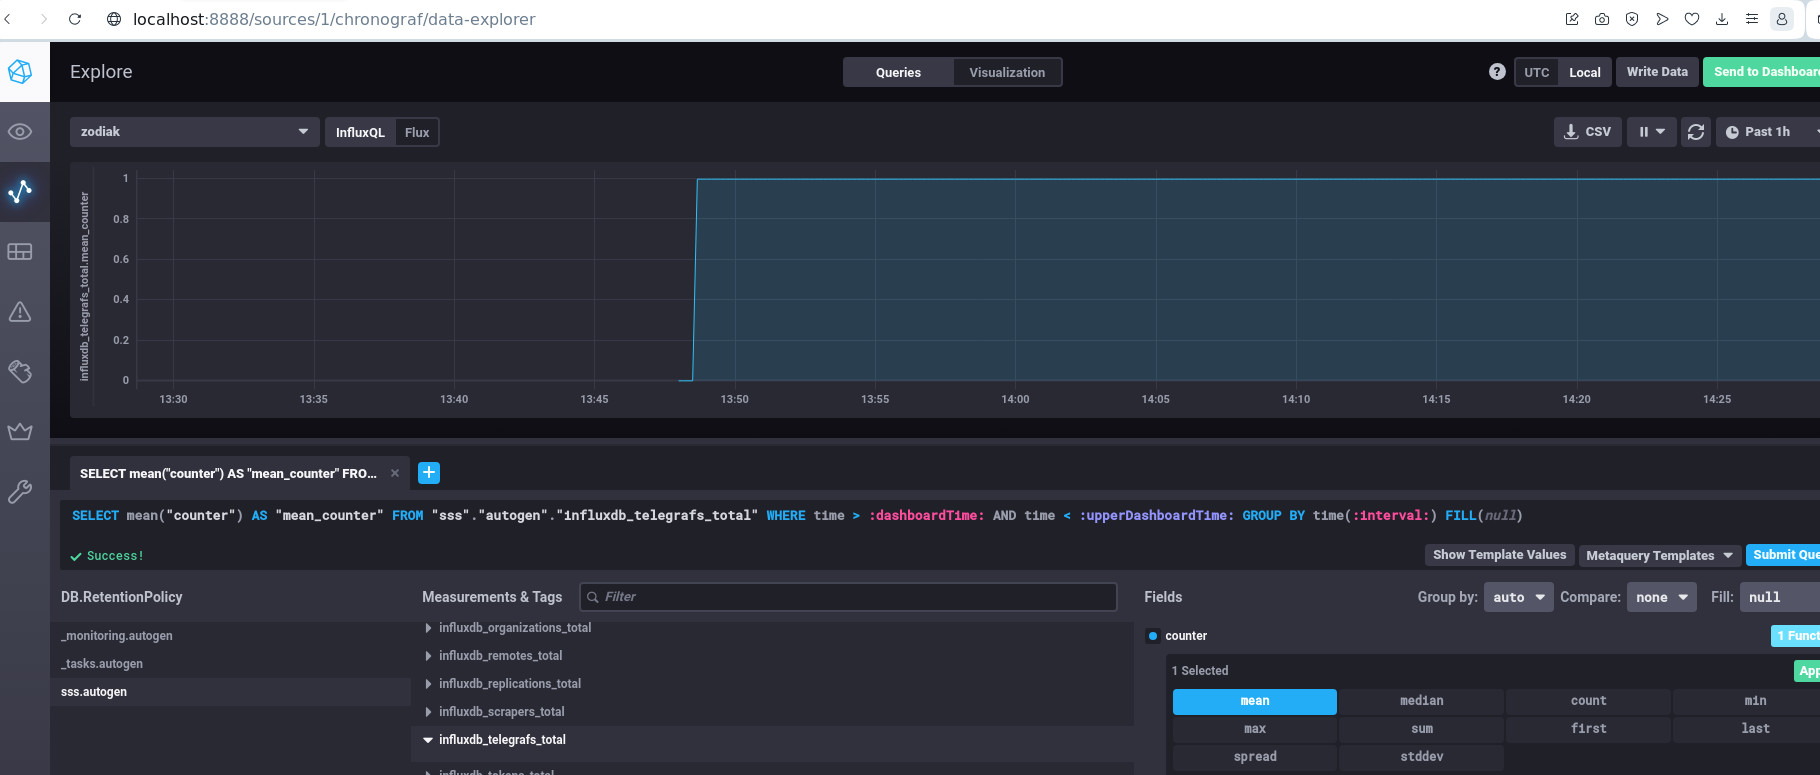 localhost:8888/sources/1/chronograf/data-explorer
Explore
Queries
Visualization
?
UTC
Local
Write Data
Send to Dashboar
zodiak
InfluxQL
Flux
CSV
Past 1h
influxdb_telegrafs_total.mean_counter
1
0.8
0.6
0.4
0.2
0
13:30
13:35
13:40
13:45
13:50
13:55
14:00
14:05
14:10
14:15
14:20
14:25
SELECT mean("counter") AS "mean_counter" FRO...
SELECT mean("counter") AS "mean_counter" FROM "sss"."autogen"."influxdb_telegrafs_total" WHERE time > :dashboardTime: AND time < :upperDashboardTime: GROUP BY time(:interval:) FILL(null)
Success!
Show Template Values
Metaquery Templates
Submit Que
DB.RetentionPolicy
Measurements & Tags
Filter
Fields
Group by:
auto
Compare:
none
Fill:
null
_monitoring.autogen
_tasks.autogen
sss.autogen
influxdb_organizations_total
influxdb_remotes_total
influxdb_replications_total
influxdb_scrapers_total
influxdb_telegrafs_total
influxdb_tokens_total
counter
1 Funct
1 Selected
App
mean
median
count
min
max
sum
first
last
spread
stddev